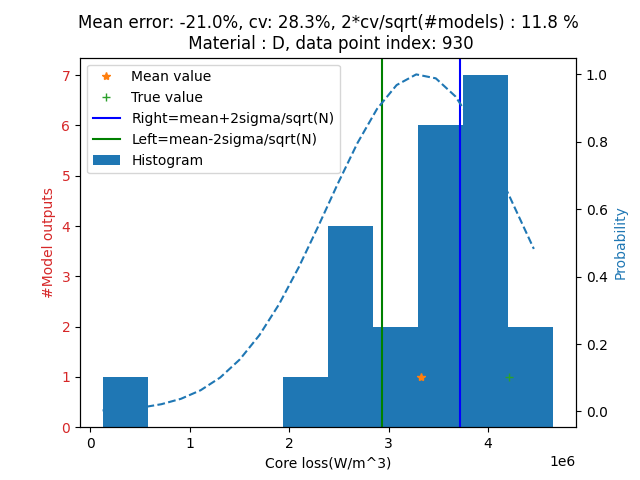 Mean error: -21.0%, cv: 28.3%, 2*cv/sqrt(#models) : 11.8 %
Material : D, data point index: 930
Mean value
True value
Right=mean+2sigma/sqrt(N)
Left=mean-2sigma/sqrt(N)
Histogram
#Model outputs
7
6
5
4
3
2
1
0
1.0
0.8
0.6
0.4
0.2
0.0
Probability
0 1 2 3 4
1e6
Core loss(W/m^3)